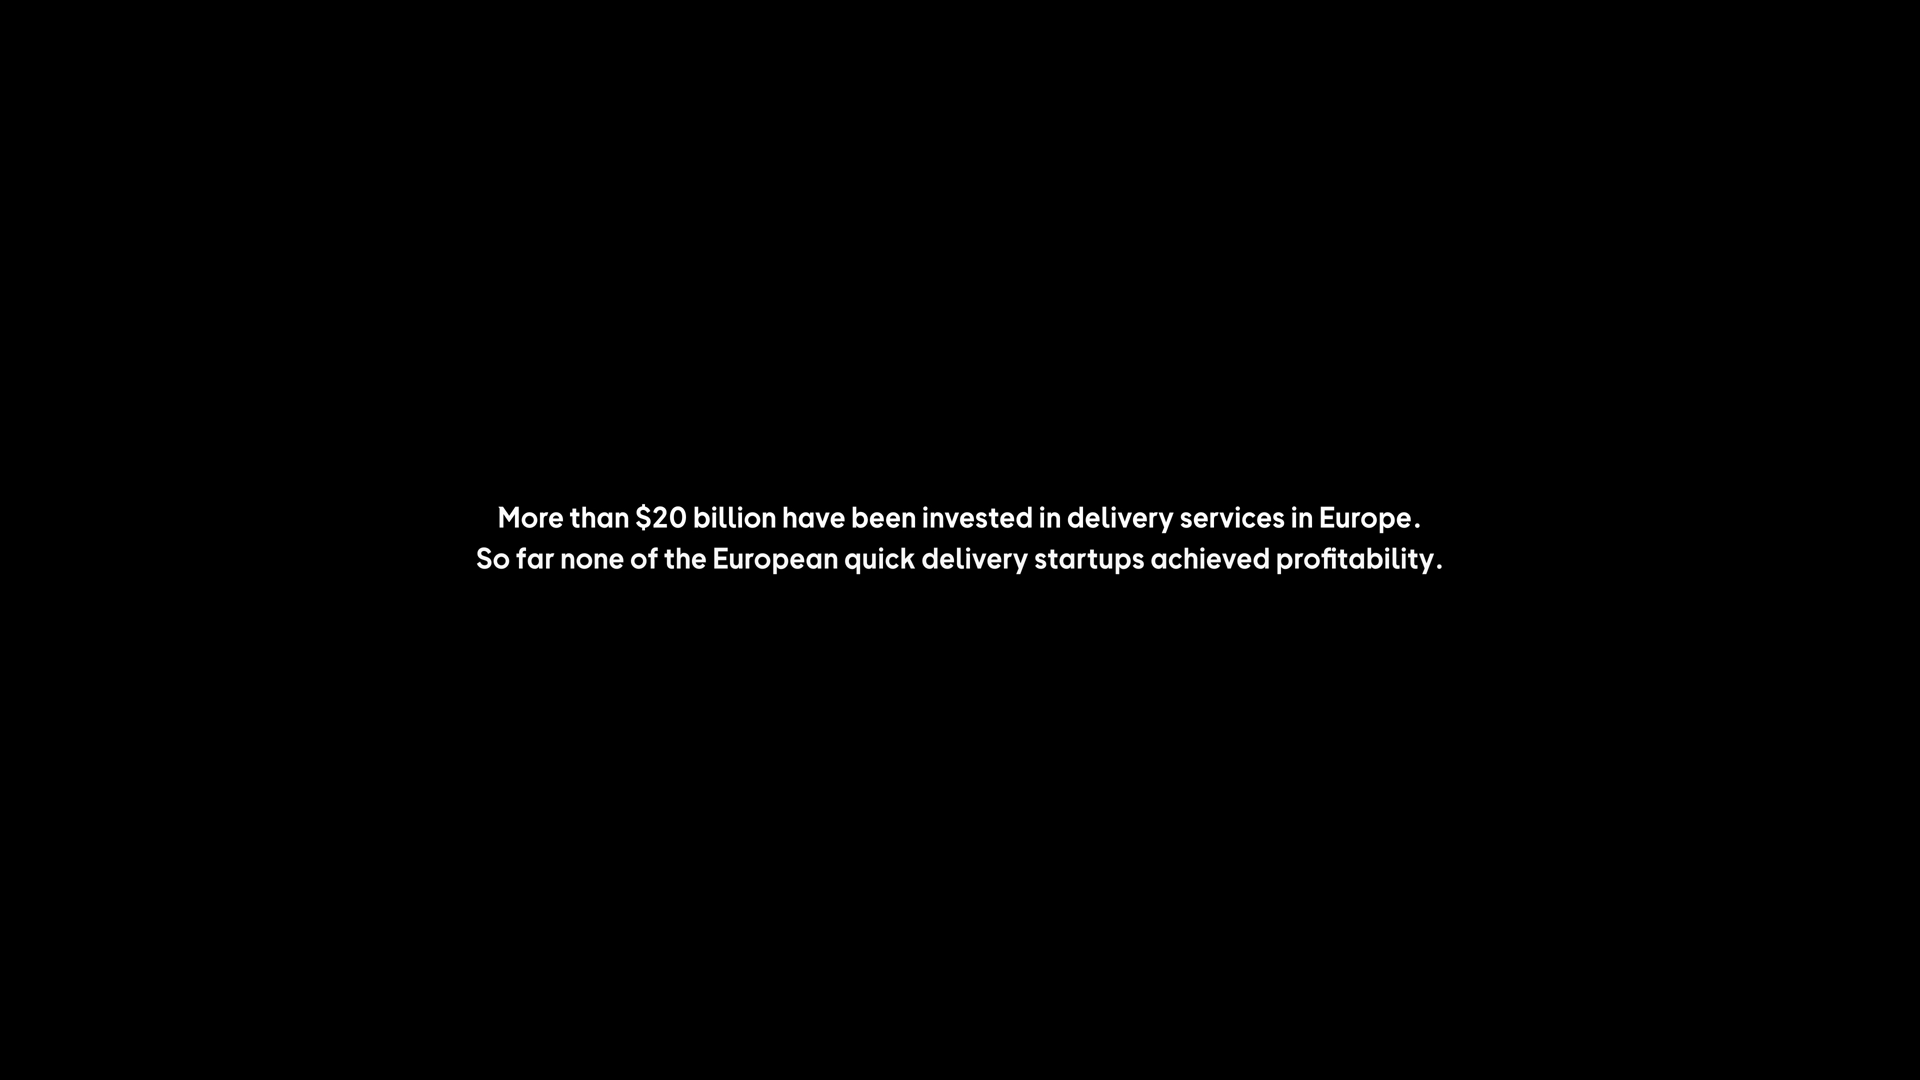 More than $20 billion have been invested in delivery services in Europe.
So far none of the European quick delivery startups achieved profitability.